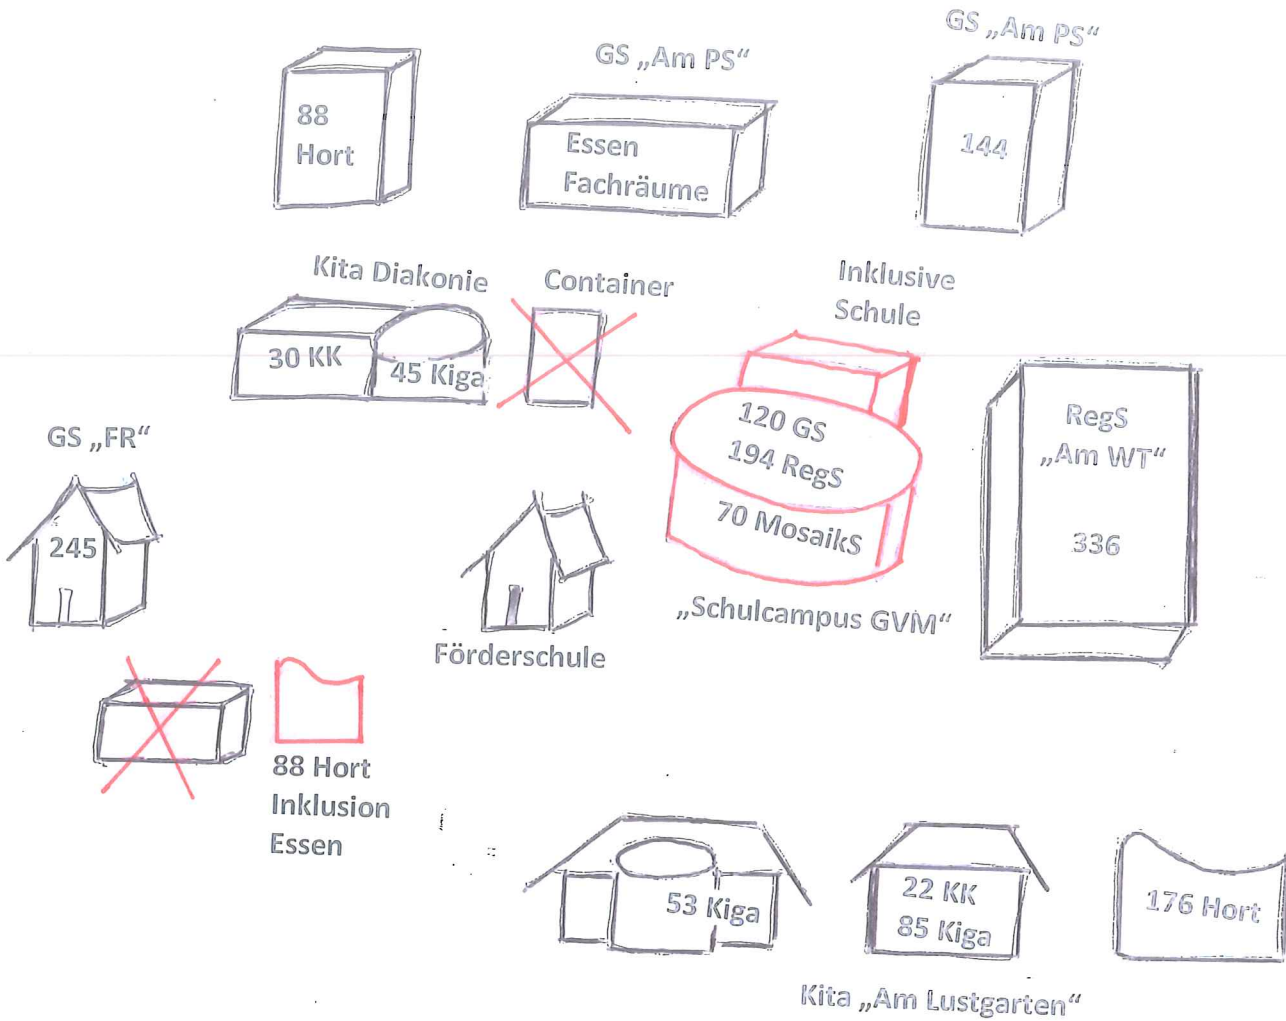 GS „Am PS“
GS „Am PS“
88
Hort
Essen
Fachräume
144
Kita Diakonie
Container
Inklusive
Schule
30 KK
45 Kiga
120 GS
194 RegS
70 MosaikS
„Schulcampus GVM“
RegS
„Am WT“
336
GS „FR“
245
Förderschule
88 Hort
Inklusion
Essen
53 Kiga
22 KK
85 Kiga
176 Hort
Kita „Am Lustgarten“